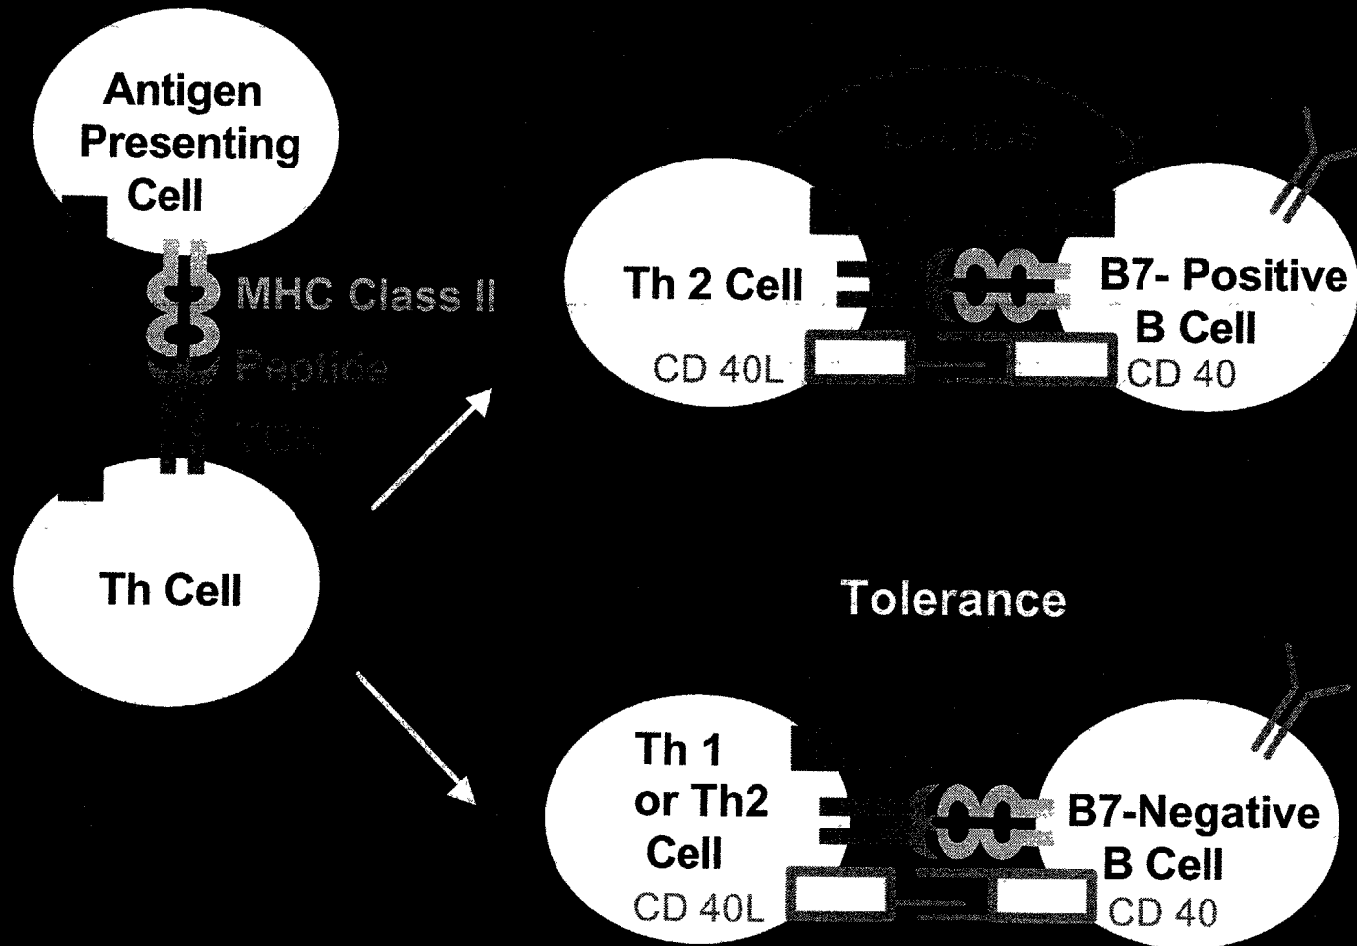 Antigen
Presenting
Cell
MHC Class II
Peptide
TCR
Th Cell
Th 2 Cell
CD 40L
B7- Positive
B Cell
CD 40
Tolerance
Th 1
or Th2
Cell
CD 40L
B7-Negative
B Cell
CD 40